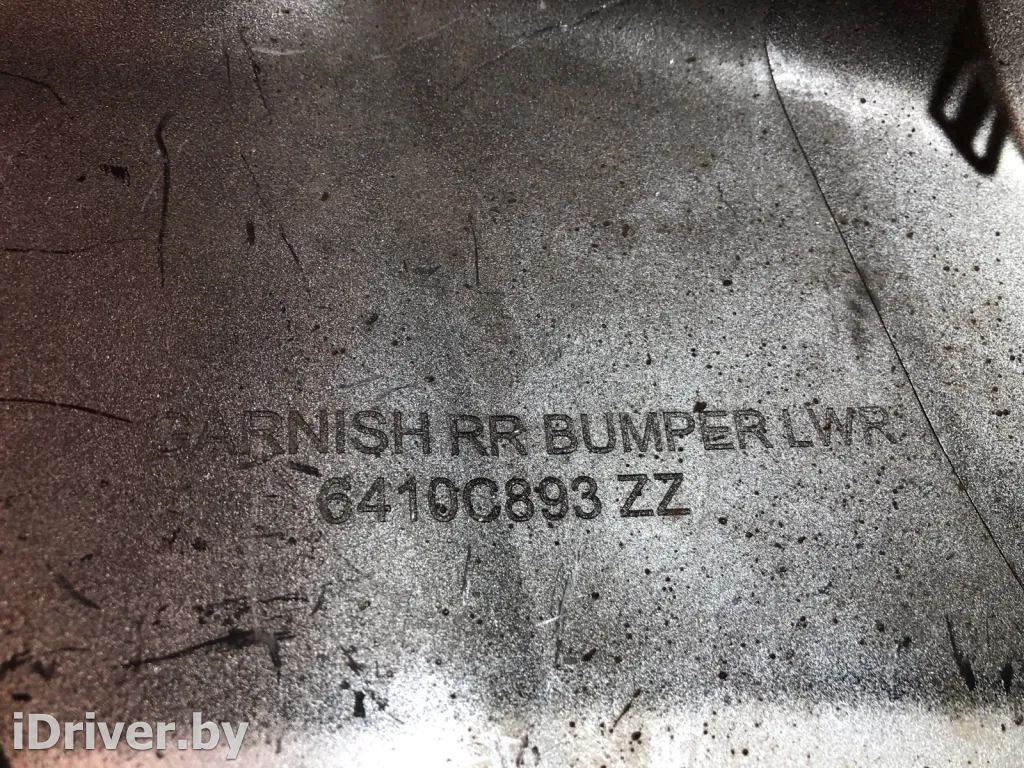 GARNISH RR BUMPER LWR
6410C893 ZZ
iDriver.by